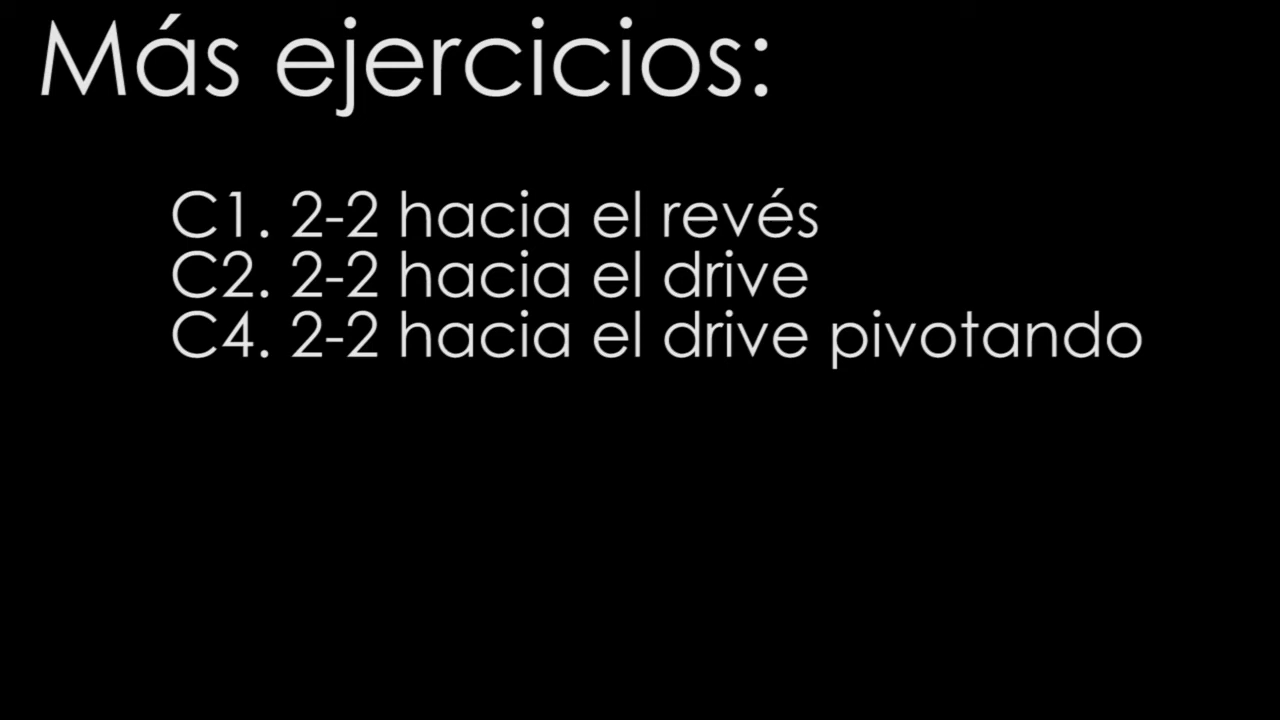 Más ejercicios:
C1. 2-2 hacia el revés
C2. 2-2 hacia el drive
C4. 2-2 hacia el drive pivotando